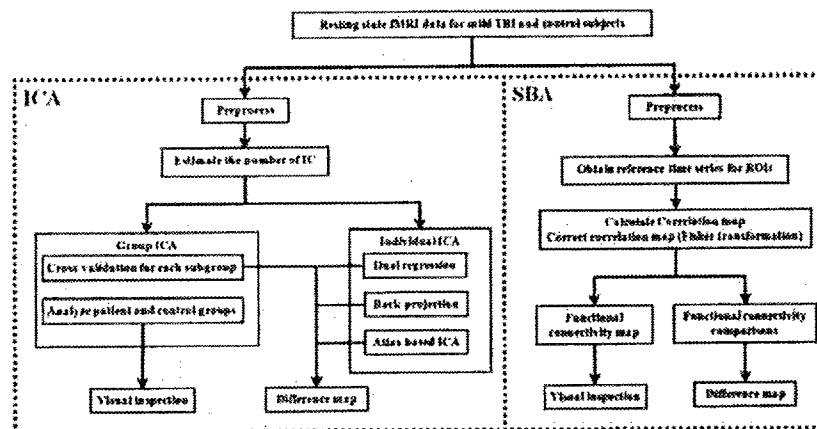 Resting state fMRI data for mild TBI and control subjects
ICA
Preprocess
Estimate the number of IC
Group ICA
Cross validation for each subgroup
Analyze patient and control groups
Individual ICA
Dual regression
Back projection
Atlas based ICA
Visual inspection
Difference map
SBA
Preprocess
Obtain reference time series for ROIs
Calculate Correlation map
Correct correlation map (Fisher transformation)
Functional
connectivity map
Functional connectivity
comparisons
Visual inspection
Difference map